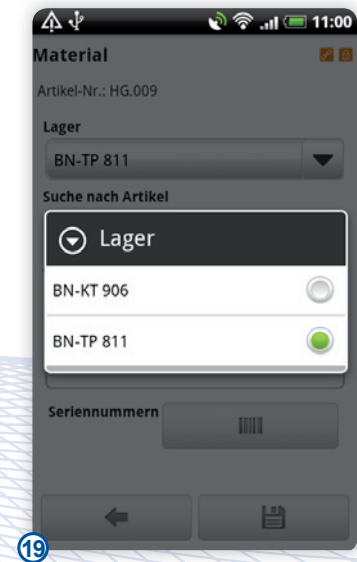 11:00
Material
Artikel-Nr.: HG.009
Lager
BN-TP 811
Suche nach Artikel
Lager
BN-KT 906
BN-TP 811
Seriennummern
19